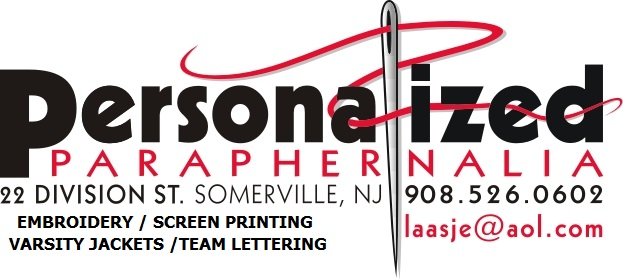 Personalized
PARAPHERNALIA
22 DIVISION ST. SOMERVILLE, NJ 908.526.0602
EMBROIDERY / SCREEN PRINTING
VARSITY JACKETS /TEAM LETTERING
laasje@aol.com